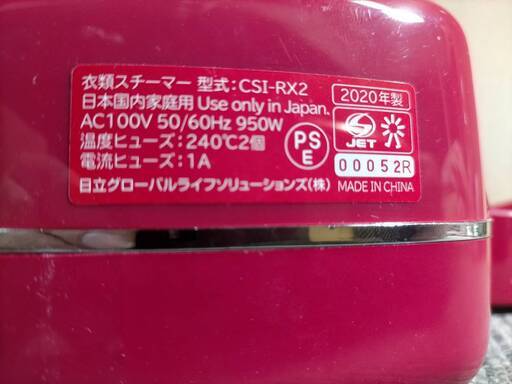 衣類スチーマー 型式:CSI-RX2
日本国内家庭用 Use only in Japan.
AC100V 50/60Hz 950W
温度ヒューズ:240℃2個
電流ヒューズ:1A
日立グローバルライフソリューションズ(株)
PS
E
2020年製
JET
00052R
MADE IN CHINA